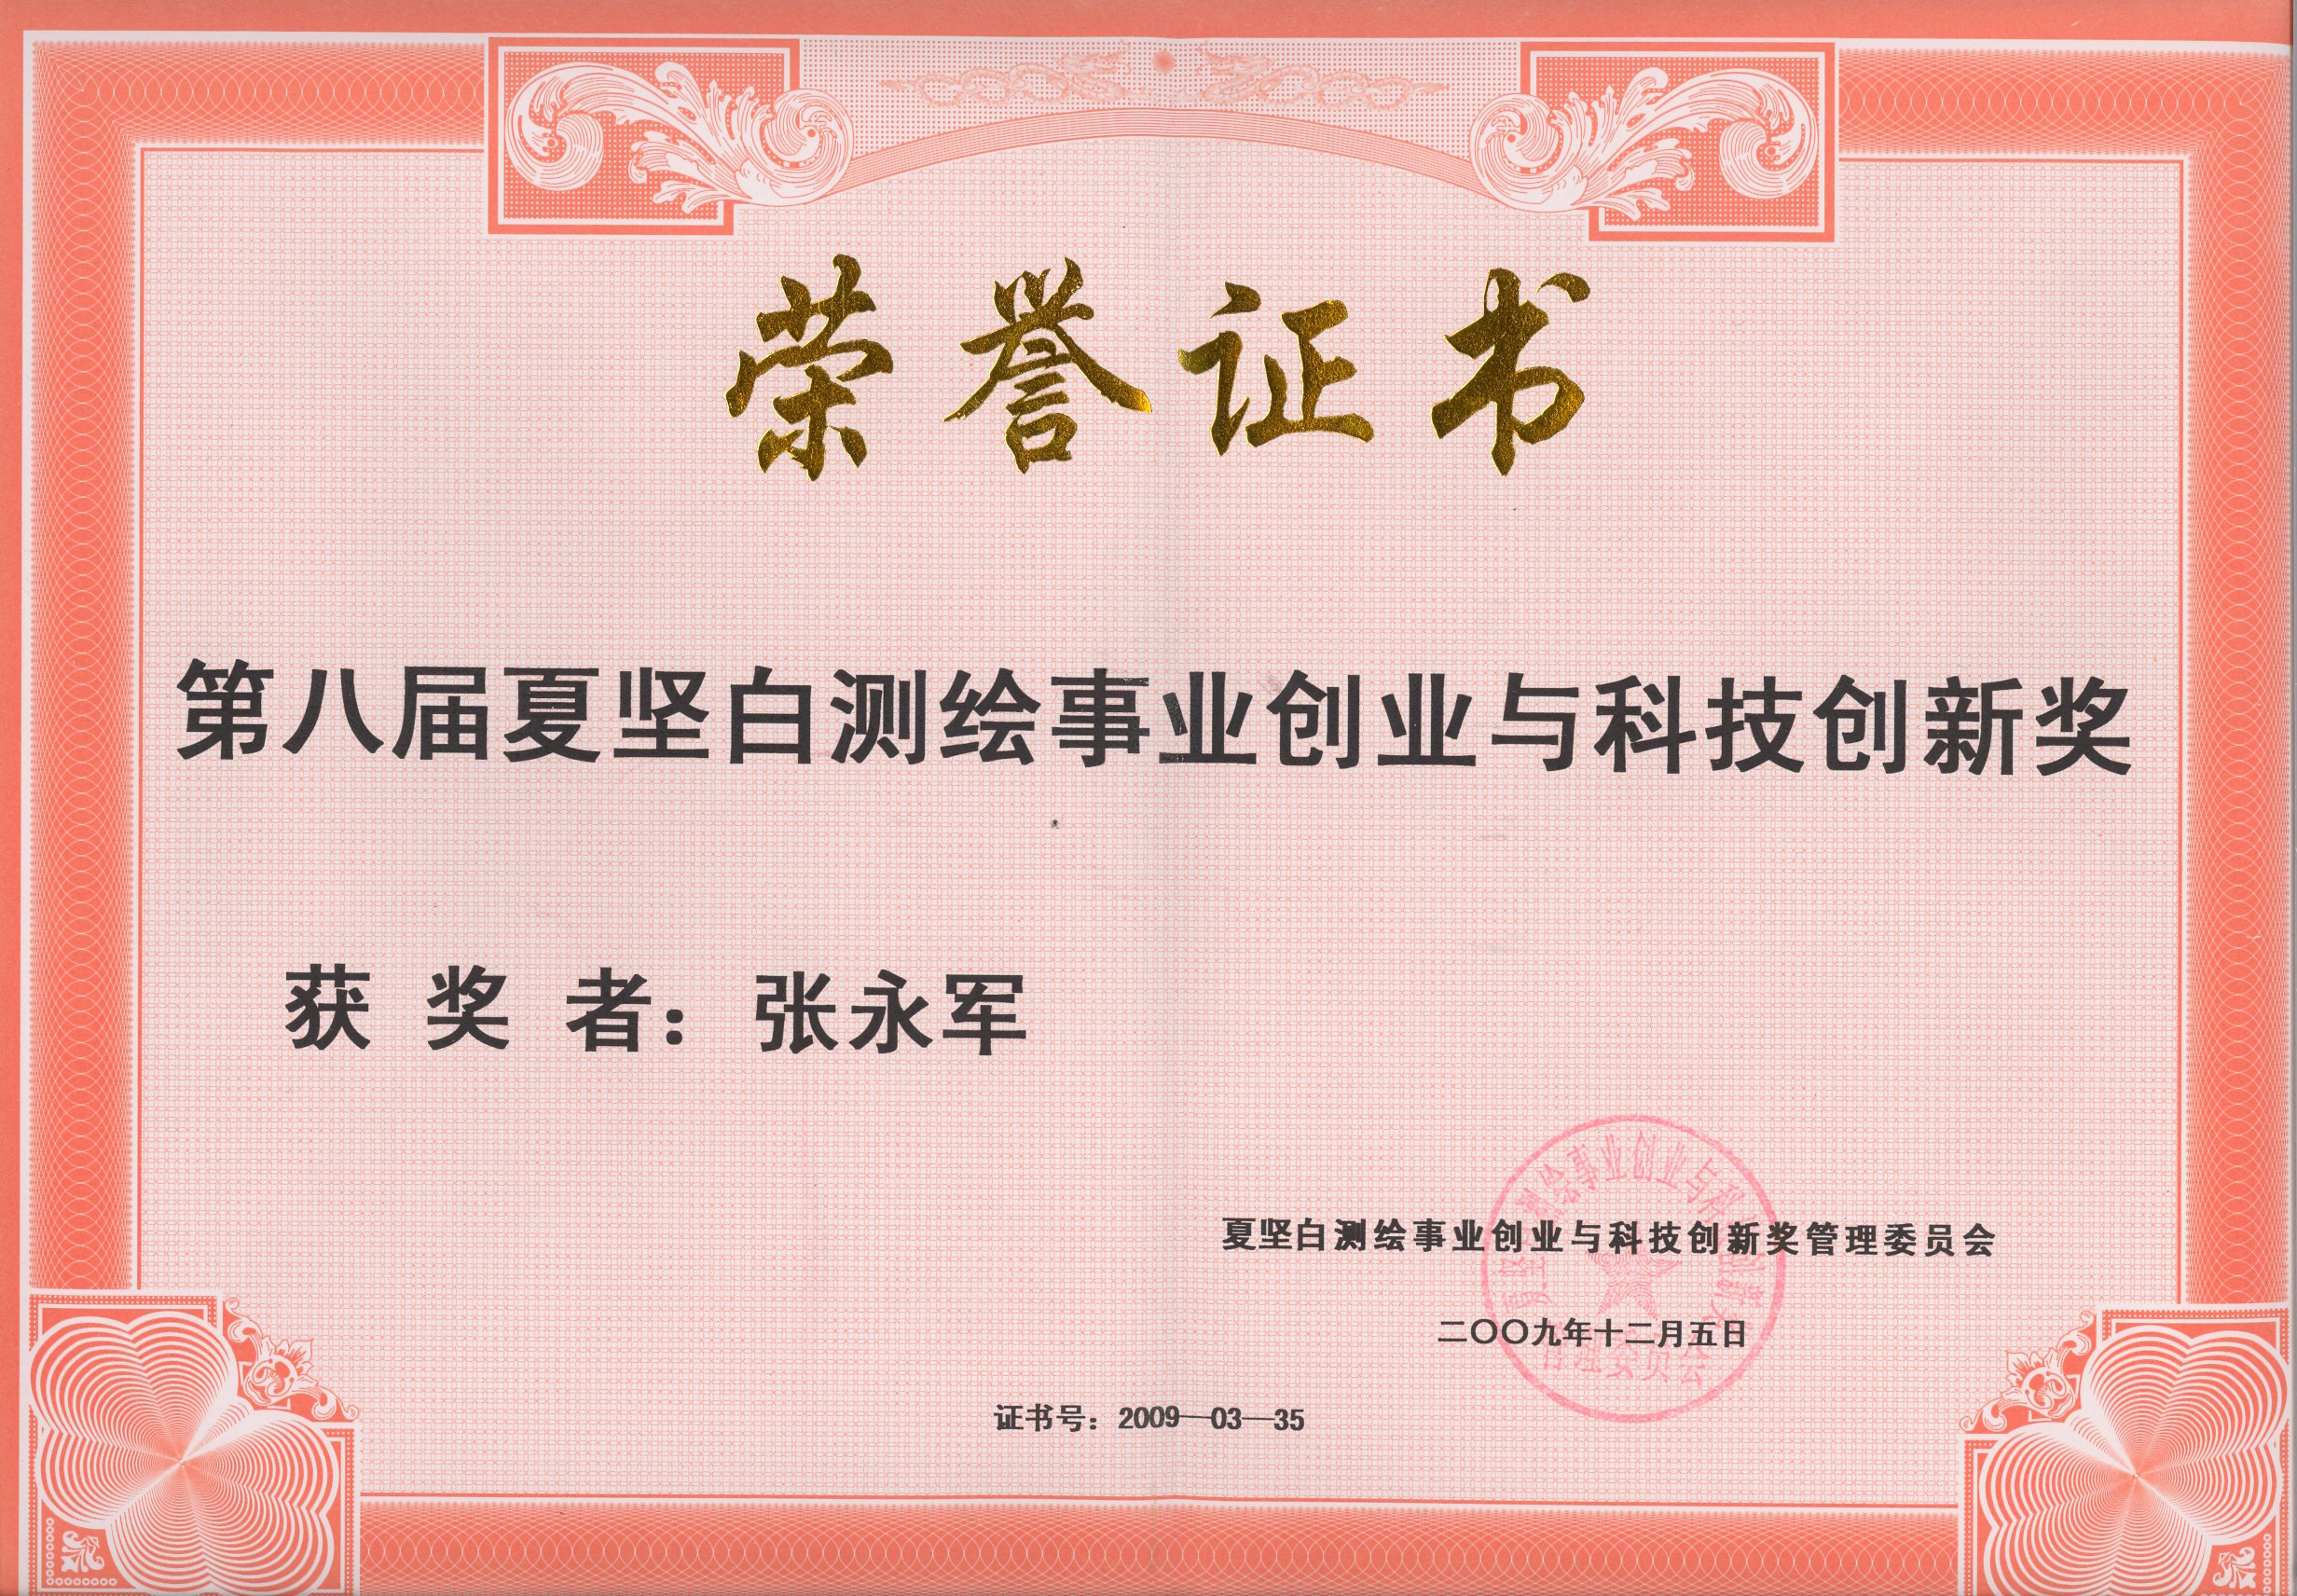 荣誉证书
第八届夏坚白测绘事业创业与科技创新奖
获奖者：张永军
夏坚白测绘事业创业与科技创新奖管理委员会
二〇〇九年十二月五日
证书号：2009—03—35